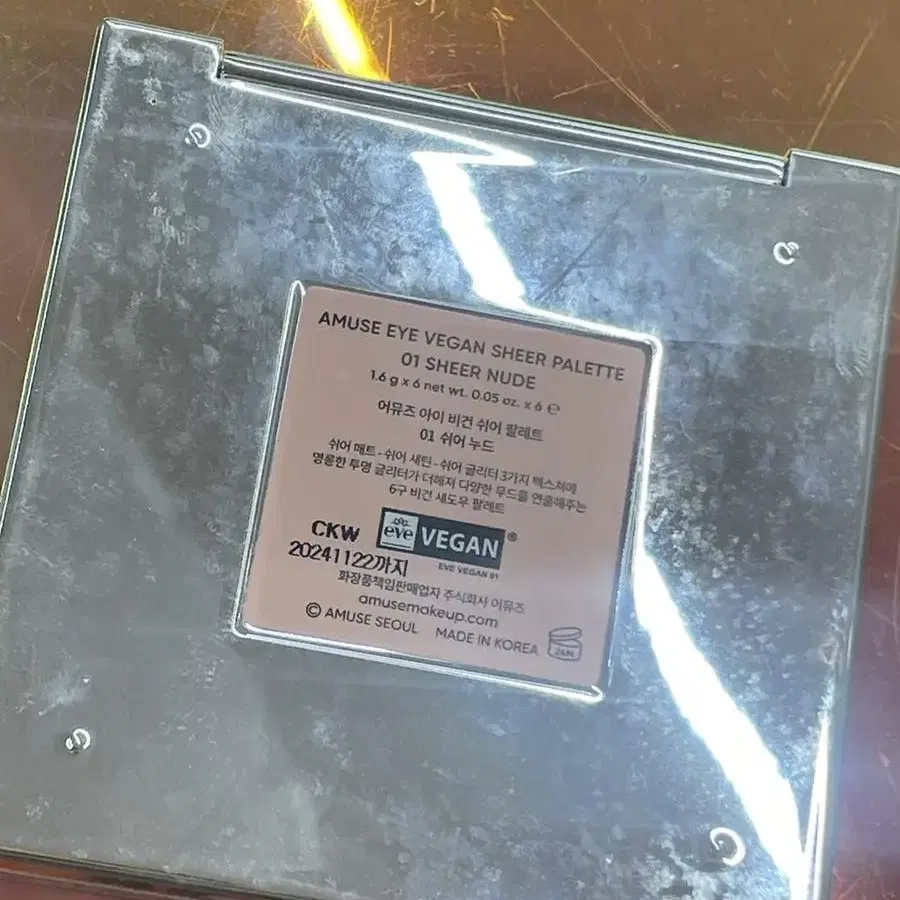 AMUSE EYE VEGAN SHEER PALETTE
01 SHEER NUDE
1.6 g x 6 net wt. 0.05 oz. x 6 ℮
어뮤즈 아이 비건 쉬어 팔레트
01 쉬어 누드
쉬어 매트 - 쉬어 새틴 - 쉬어 글리터 3가지 텍스처에
영롱한 투명 글리터가 더해져 다양한 무드를 연출해주는
6구 비건 섀도우 팔레트
CKW
20241122까지
eve VEGAN ®
EVE VEGAN 01
화장품책임판매업자 주식회사 어뮤즈
amusemakeup.com
© AMUSE SEOUL MADE IN KOREA